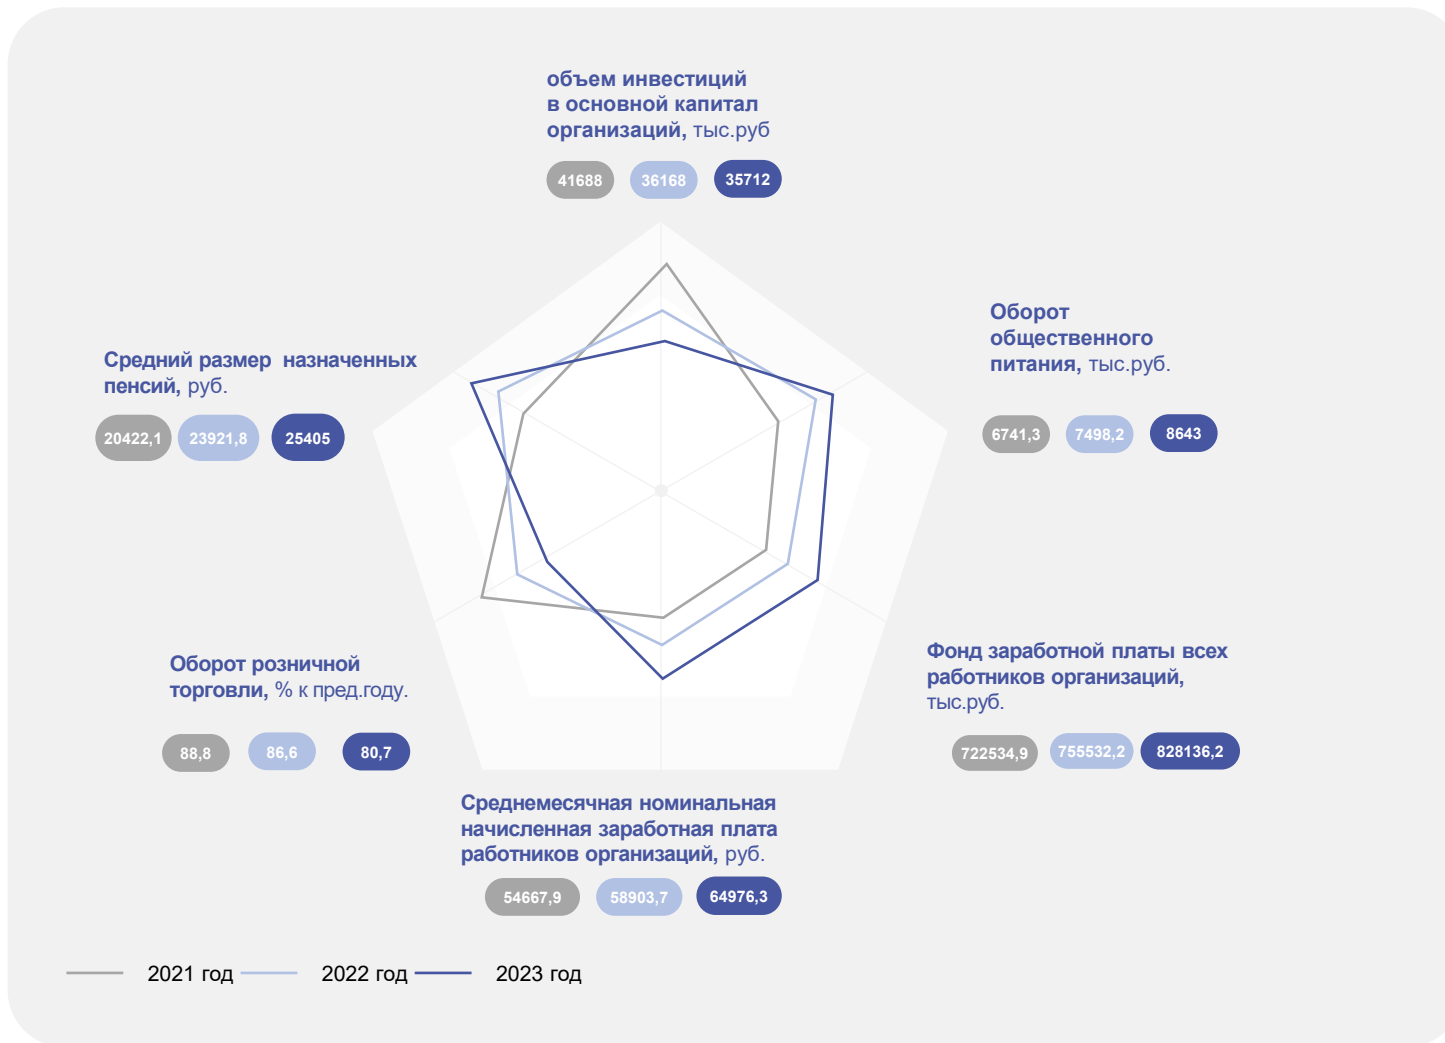 объем инвестиций
в основной капитал
организаций, тыс.руб
41688 36168 35712
Оборот
общественного
питания, тыс.руб.
6741,3 7498,2 8643
Средний размер назначенных
пенсий, руб.
20422,1 23921,8 25405
Фонд заработной платы всех
работников организаций,
тыс.руб.
722534,9 755532,2 828136,2
Оборот розничной
торговли, % к пред.году.
88,8 86,6 80,7
Среднемесячная номинальная
начисленная заработная плата
работников организаций, руб.
54667,9 58903,7 64976,3
2021 год 2022 год 2023 год